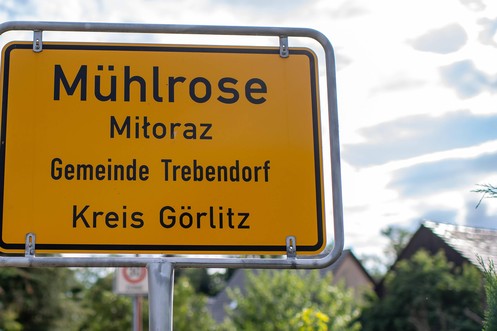 Mühlrose
Miłoraz
Gemeinde Trebendorf
Kreis Görlitz